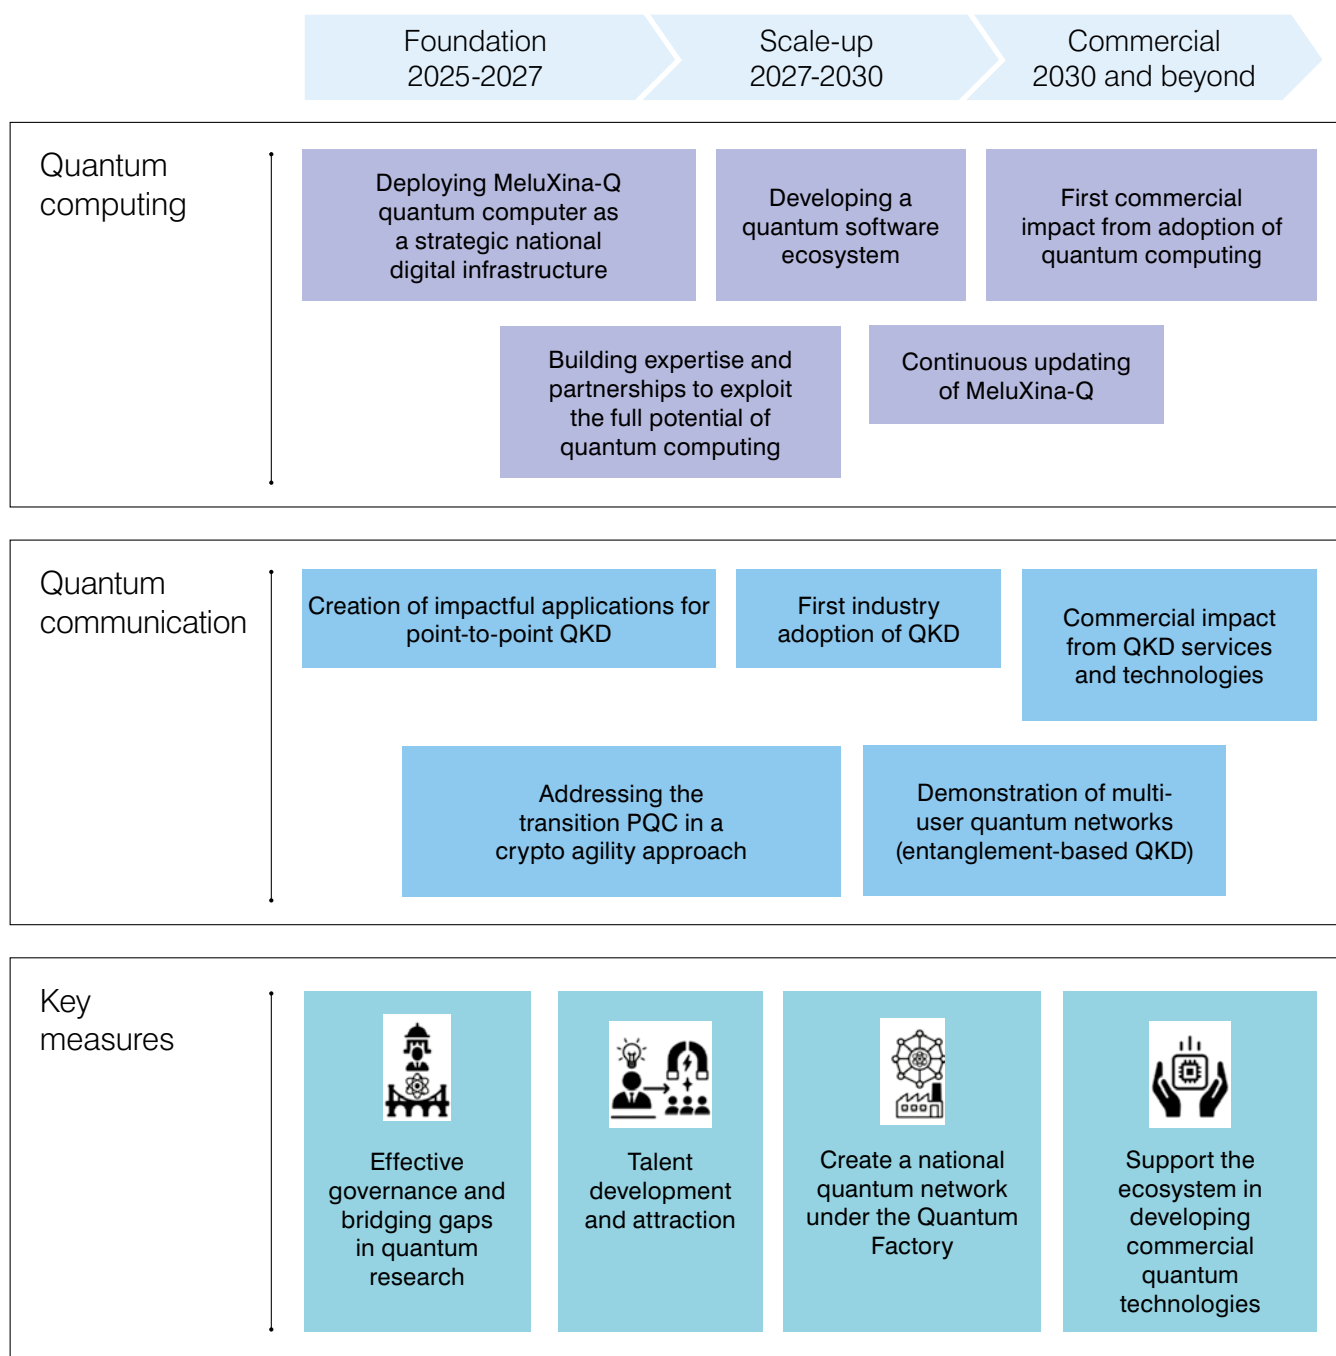 Foundation
2025-2027
Scale-up
2027-2030
Commercial
2030 and beyond
Quantum
computing
Deploying MeluXina-Q
quantum computer as
a strategic national
digital infrastructure
Developing a
quantum software
ecosystem
First commercial
impact from adoption of
quantum computing
Building expertise and
partnerships to exploit
the full potential of
quantum computing
Continuous updating
of MeluXina-Q
Quantum
communication
Creation of impactful applications for
point-to-point QKD
First industry
adoption of QKD
Commercial impact
from QKD services
and technologies
Addressing the
transition PQC in a
crypto agility approach
Demonstration of multi-
user quantum networks
(entanglement-based QKD)
Key
measures
Effective
governance and
bridging gaps
in quantum
research
Talent
development
and attraction
Create a national
quantum network
under the Quantum
Factory
Support the
ecosystem in
developing
commercial
quantum
technologies